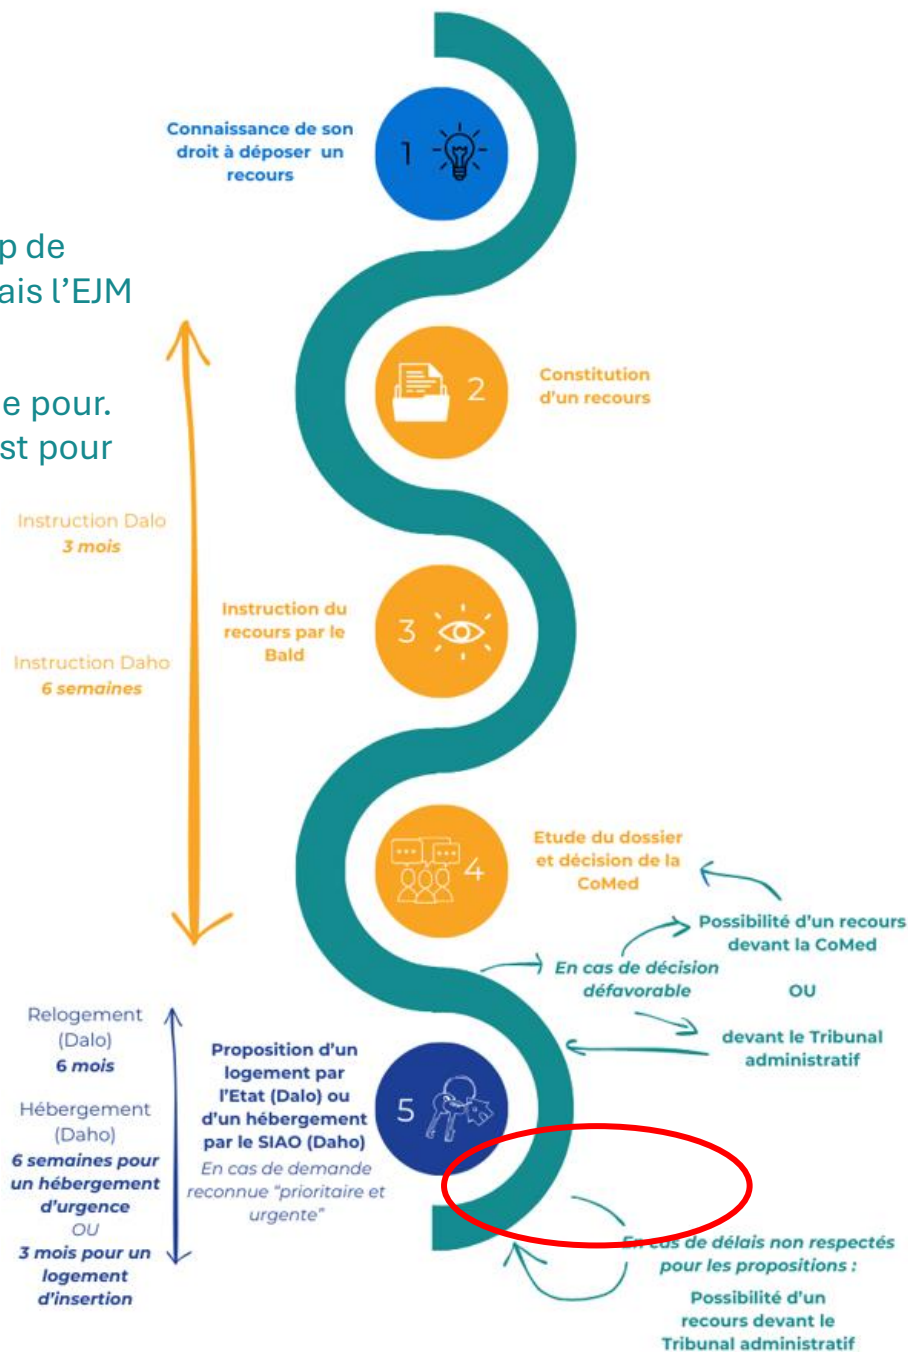 Connaissance de son
droit à déposer un
recours
1
p de
ais l’EJM
e pour.
st pour
2
Constitution
d’un recours
Instruction Dalo
3 mois
Instruction Daho
6 semaines
Instruction du
recours par le
Bald
3
4
Etude du dossier
et décision de la
CoMed
Possibilité d’un recours
devant la CoMed
En cas de décision
défavorable
OU
devant le Tribunal
administratif
Relogement
(Dalo)
6 mois
Hébergement
(Daho)
6 semaines pour
un hébergement
d’urgence
OU
3 mois pour un
logement
d’insertion
Proposition d’un
logement par
l’Etat (Dalo) ou
d’un hébergement
par le SIAO (Daho)
En cas de demande
reconnue “prioritaire et
urgente”
5
En cas de délais non respectés
pour les propositions :
Possibilité d’un
recours devant le
Tribunal administratif